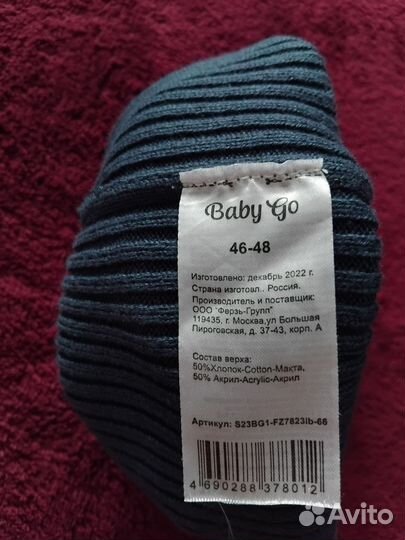 Baby Go
46-48
Изготовлено: декабрь 2022 г.
Страна изготовл.. Россия.
Производитель и поставщик:
ООО "Ферзь-Групп"
119435, г. Москва,ул Большая
Пироговская, д. 37-43, корп. А
Состав верха:
50%Хлопок-Cotton-Макта,
50% Акрил-Acrylic-Акрил
Артикул: S23BG1-FZ7823lb-66
4 690288 378012
Avito